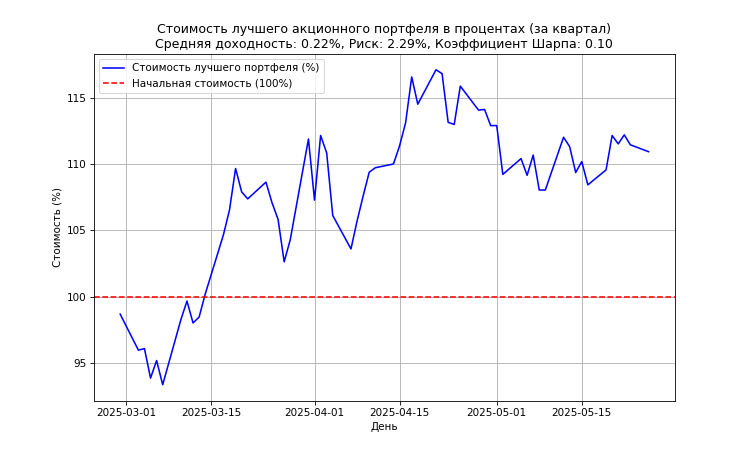 Стоимость лучшего акционного портфеля в процентах (за квартал)
Средняя доходность: 0.22%, Риск: 2.29%, Коэффициент Шарпа: 0.10
Стоимость лучшего портфеля (%)
Начальная стоимость (100%)
Стоимость (%)
115
110
105
100
95
2025-03-01
2025-03-15
2025-04-01
2025-04-15
2025-05-01
2025-05-15
День